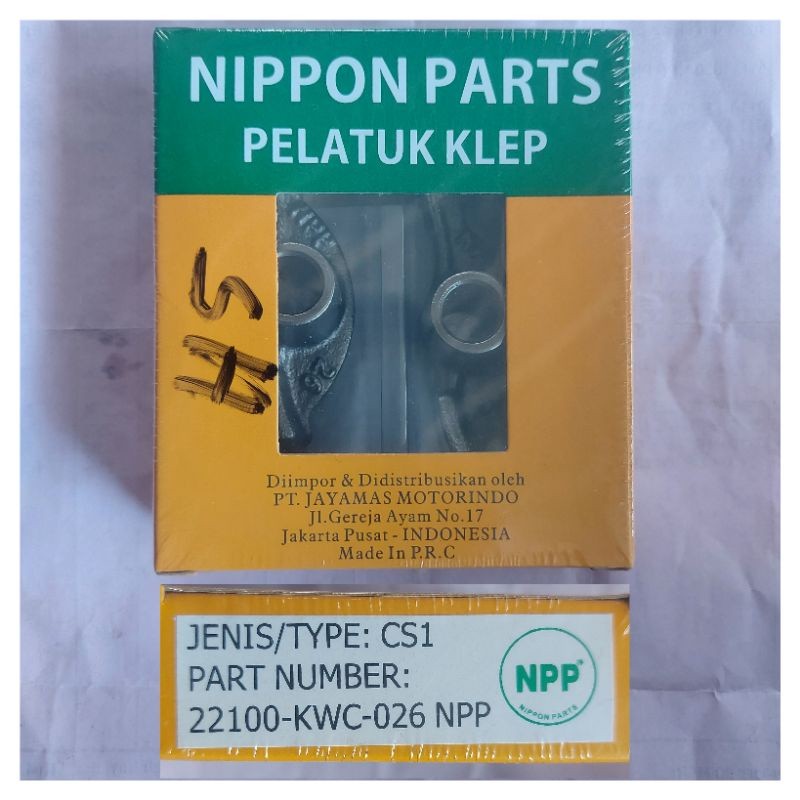 NIPPON PARTS
PELATUK KLEP
HS
26
Diimpor & Didistribusikan oleh
PT. JAYAMAS MOTORINDO
Jl.Gereja Ayam No.17
Jakarta Pusat - INDONESIA
Made In P.R.C
JENIS/TYPE: CS1
PART NUMBER:
22100-KWC-026 NPP
NPP
NIPPON PARTS